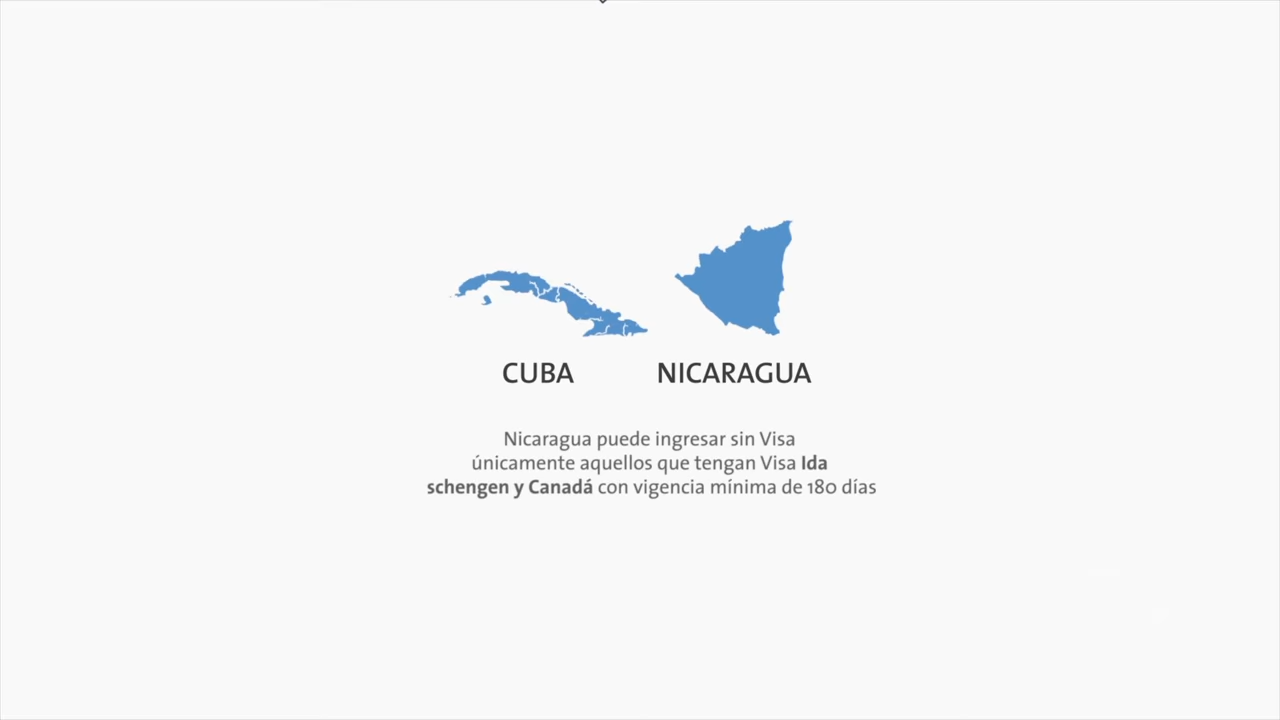 CUBA
NICARAGUA
Nicaragua puede ingresar sin Visa
únicamente aquellos que tengan Visa Ida
schengen y Canadá con vigencia mínima de 180 días